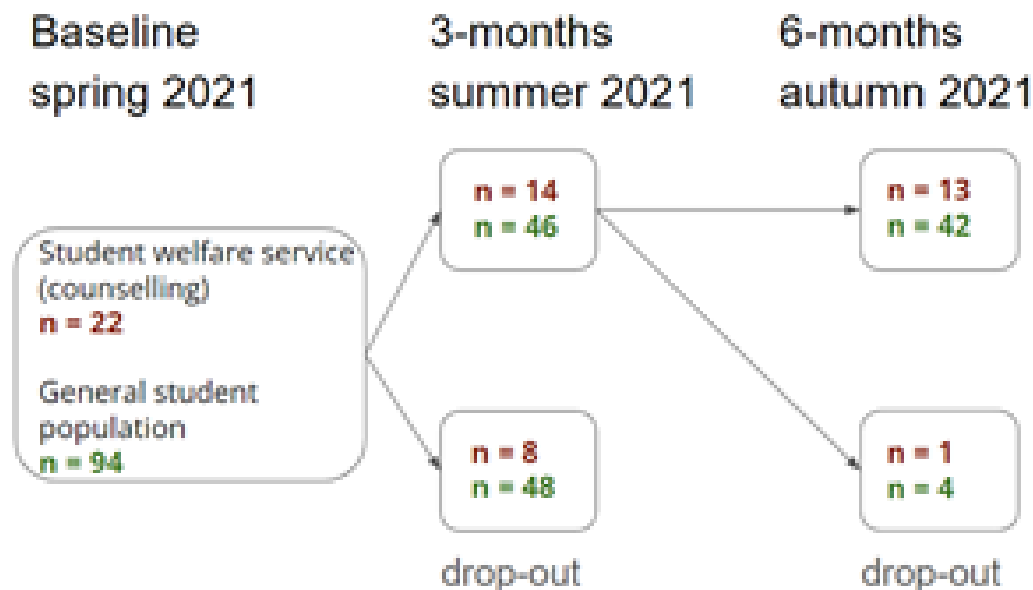 Baseline
spring 2021
3-months
summer 2021
6-months
autumn 2021
Student welfare service
(counselling)
n = 22
General student
population
n = 94
n = 14
n = 46
n = 8
n = 48
drop-out
n = 13
n = 42
n = 1
n = 4
drop-out